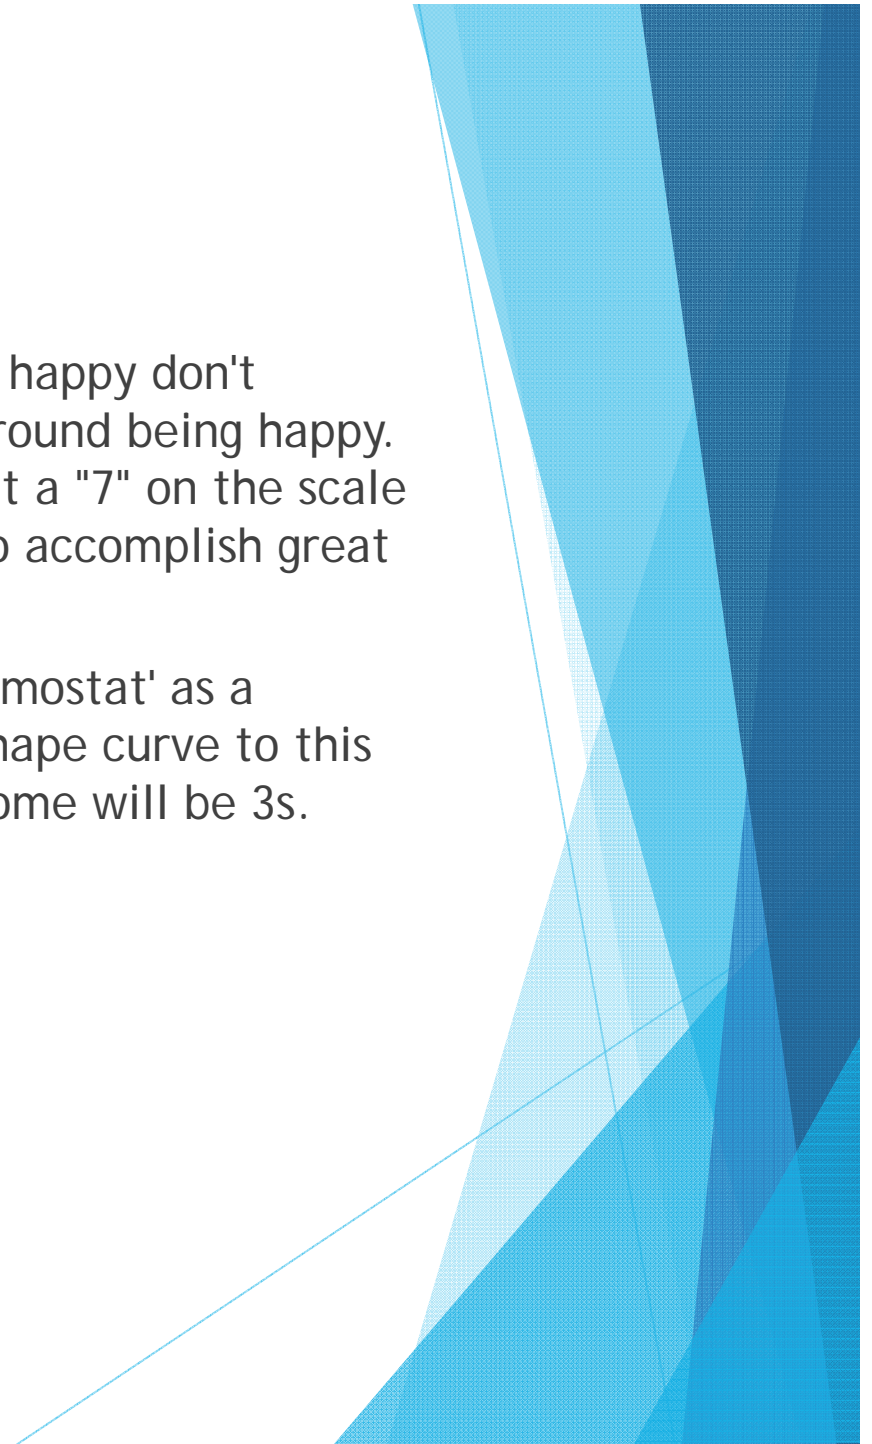 happy don't
round being happy.
t a "7" on the scale
o accomplish great
mostat' as a
hape curve to this
ome will be 3s.